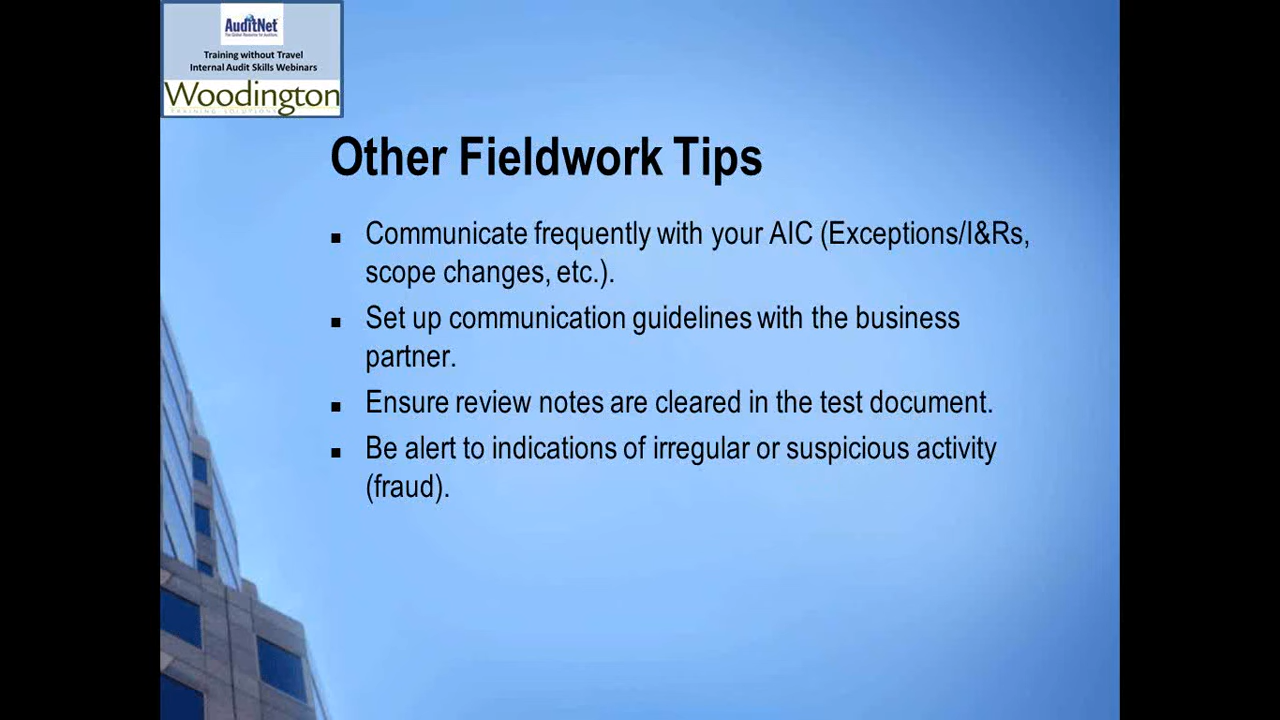 AuditNet
Training without Travel
Internal Audit Skills Webinars
Woodington
TRAINING SOLUTIONS
Other Fieldwork Tips
▪ Communicate frequently with your AIC (Exceptions/I&Rs,
scope changes, etc.).
▪ Set up communication guidelines with the business
partner.
▪ Ensure review notes are cleared in the test document.
▪ Be alert to indications of irregular or suspicious activity
(fraud).